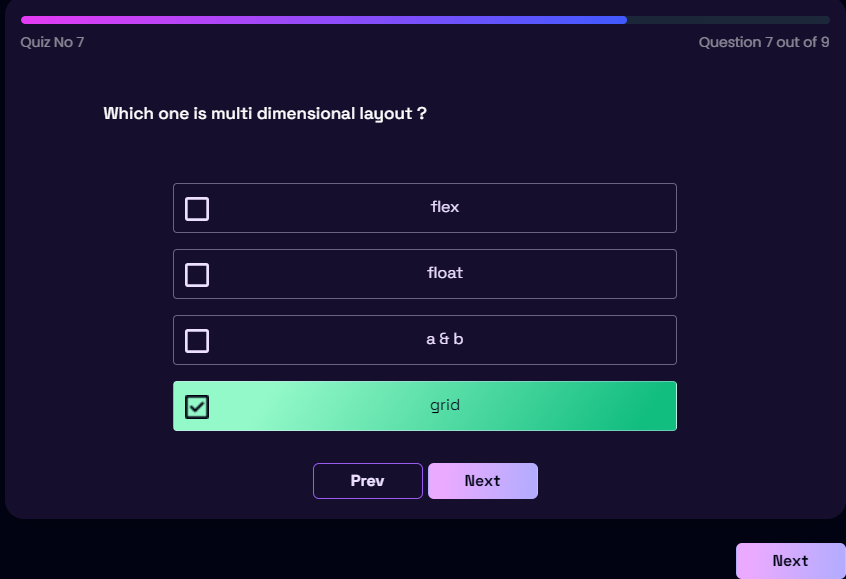 Quiz No 7
Question 7 out of 9
Which one is multi dimensional layout ?
flex
float
a & b
grid
Prev
Next
Next